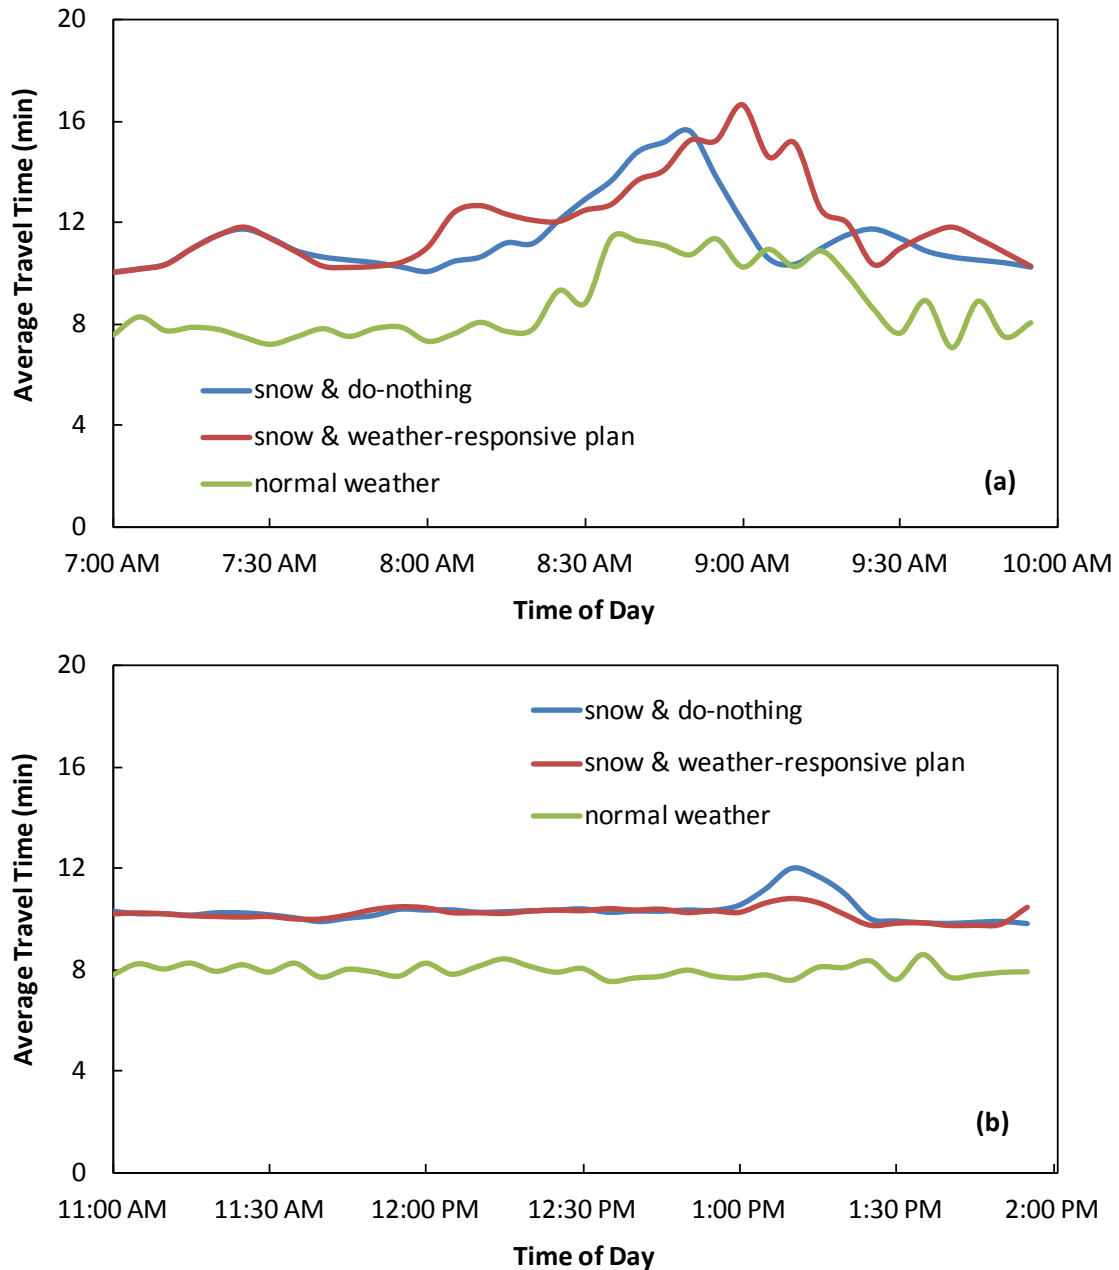 20
16
12
8
4
0
Average Travel Time (min)
snow & do-nothing
snow & weather-responsive plan
normal weather
(a)
7:00 AM 7:30 AM 8:00 AM 8:30 AM 9:00 AM 9:30 AM 10:00 AM
Time of Day
20
16
12
8
4
0
Average Travel Time (min)
snow & do-nothing
snow & weather-responsive plan
normal weather
(b)
11:00 AM 11:30 AM 12:00 PM 12:30 PM 1:00 PM 1:30 PM 2:00 PM
Time of Day